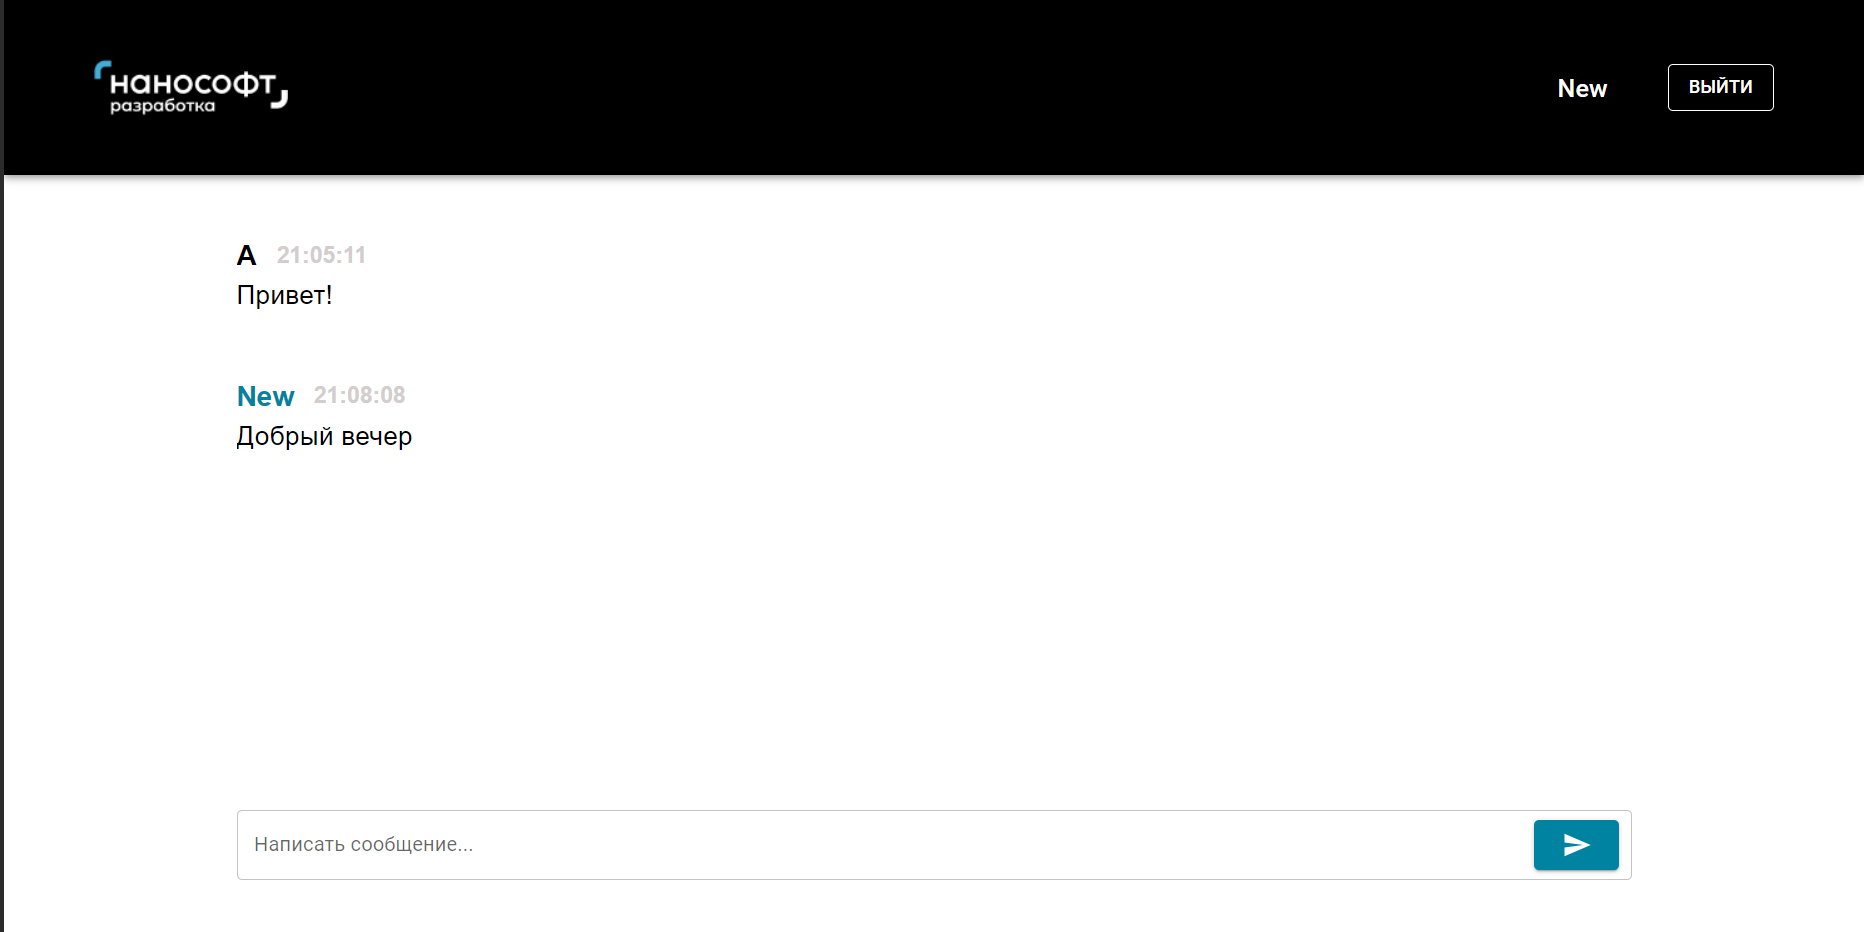 нанософт
разработка
New
ВЫЙТИ
A 21:05:11
Привет!
New 21:08:08
Добрый вечер
Написать сообщение...